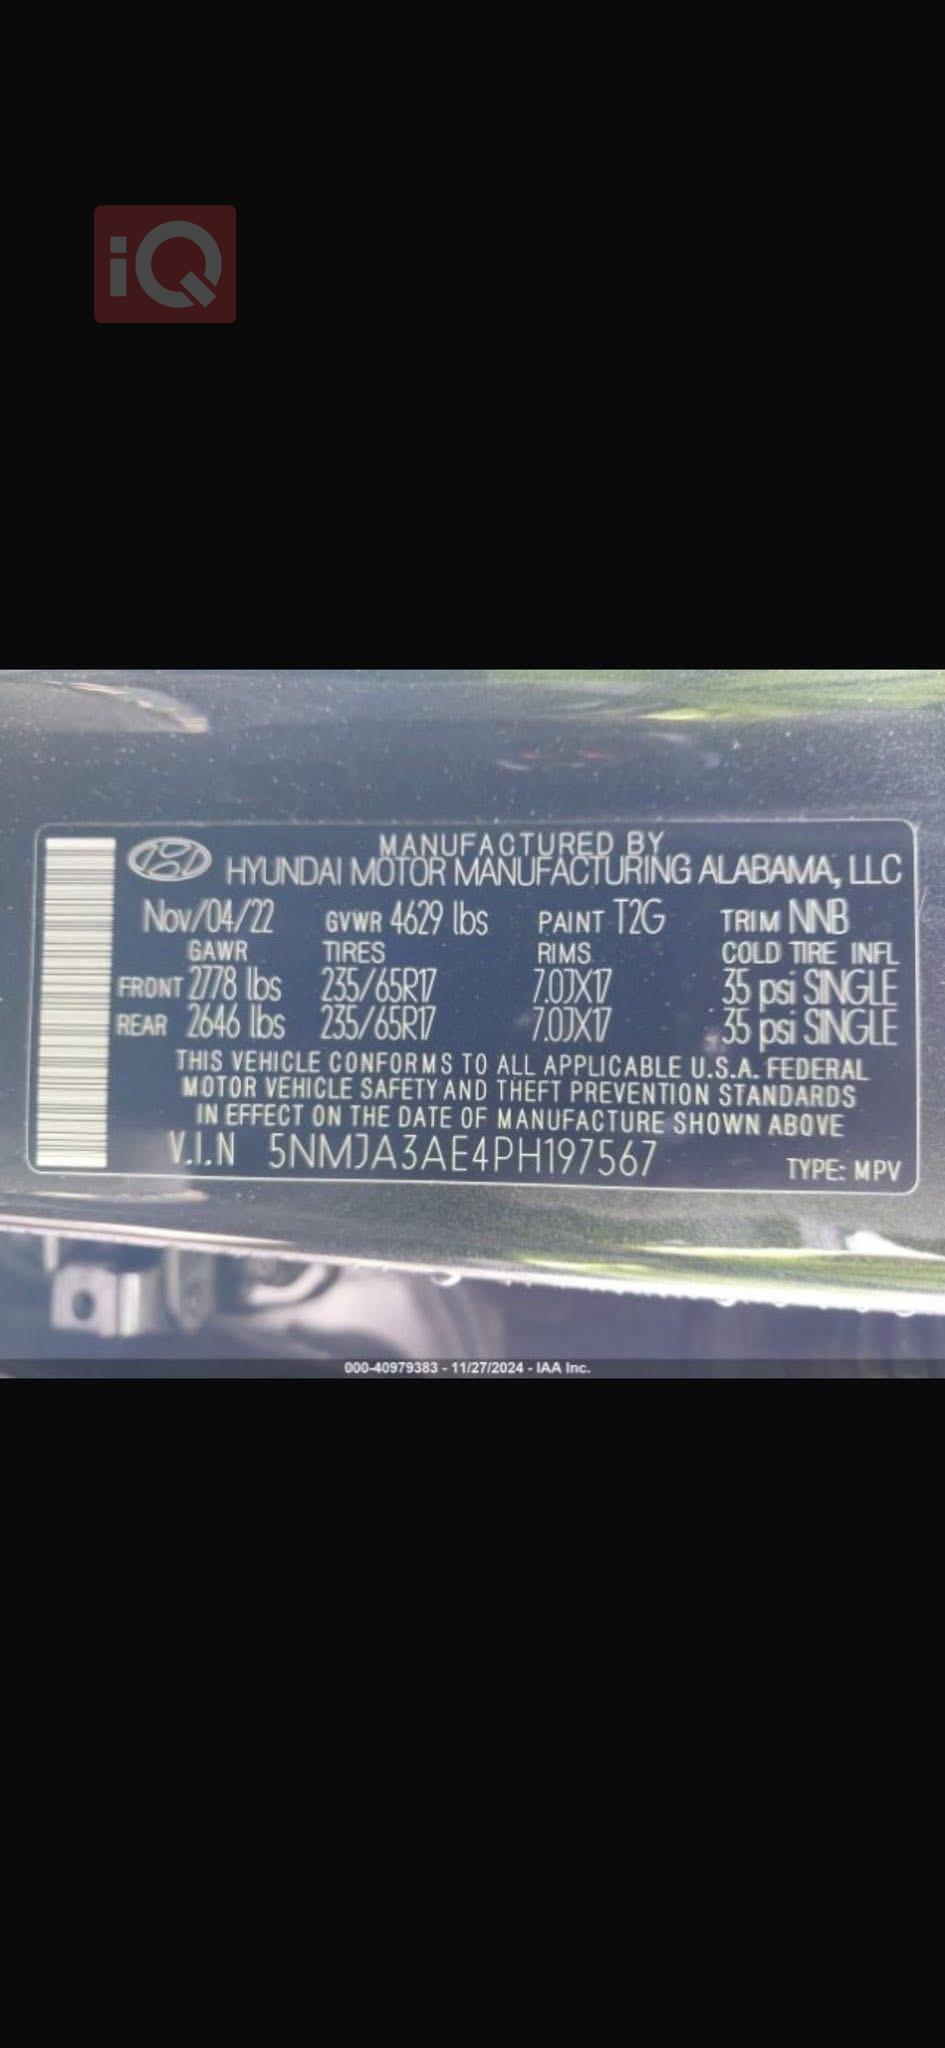 iQ
MANUFACTURED BY
HYUNDAI MOTOR MANUFACTURING ALABAMA, LLC
Nov/04/22 GVWR 4629 lbs PAINT T2G TRIM NNB
GAWR TIRES RIMS COLD TIRE INFL
FRONT 2778 lbs 235/65R17 7.0JX17 35 psi SINGLE
REAR 2646 lbs 235/65R17 7.0JX17 35 psi SINGLE
THIS VEHICLE CONFORMS TO ALL APPLICABLE U.S.A. FEDERAL
MOTOR VEHICLE SAFETY AND THEFT PREVENTION STANDARDS
IN EFFECT ON THE DATE OF MANUFACTURE SHOWN ABOVE
V.I.N 5NMJA3AE4PH197567 TYPE: MPV
000-40979383 - 11/27/2024 - IAA Inc.